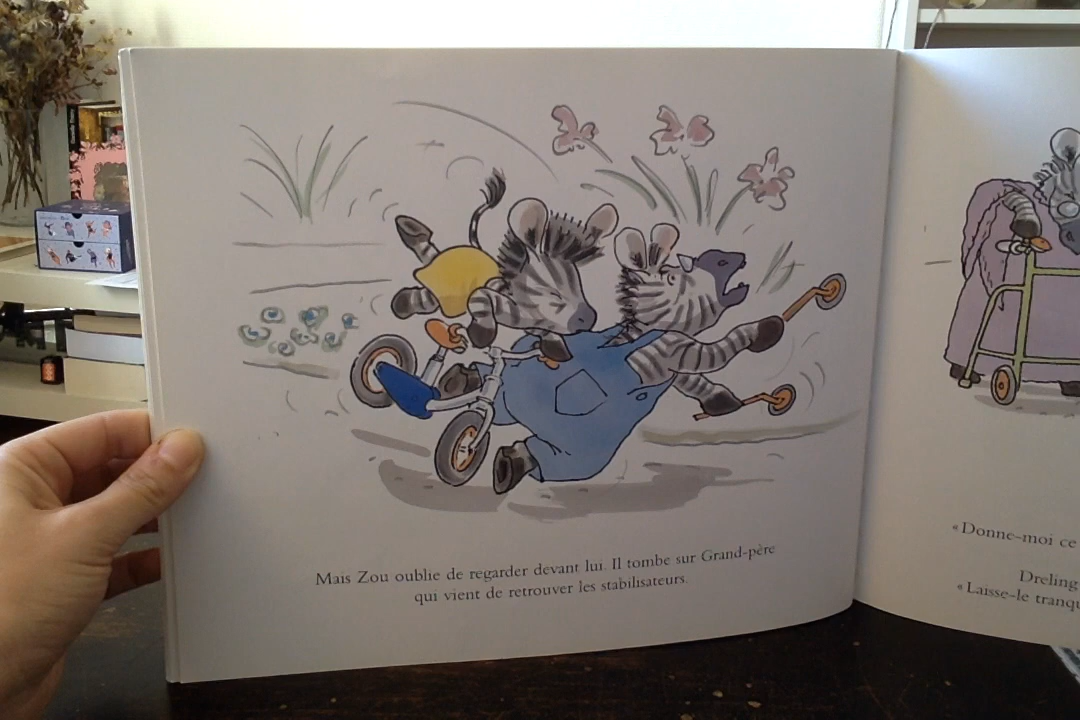 Mais Zou oublie de regarder devant lui. Il tombe sur Grand-père
qui vient de retrouver les stabilisateurs.
«Donne-moi ce
Dreling
«Laisse-le tranqu